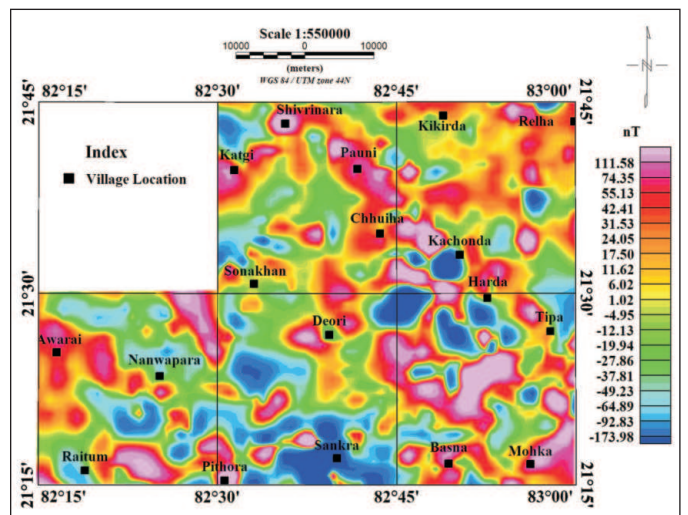 Scale 1:550000
10000 0 10000
(meters)
WGS 84 / UTM zone 44N
N
82°15' 82°30' 82°45' 83°00'
21°45' 21°45'
Shivrinara
Kikirda Relha
Katgi Pauni
Index
Village Location
Chhuiha
Kachonda
Sonakhan
Harda
21°30' 21°30'
Deori Tipa
Awarai
Nanwapara
Raitum Pithora Sankra Basna Mohka
21°15' 21°15'
82°15' 82°30' 82°45' 83°00'
nT
111.58
74.35
55.13
42.41
31.53
24.05
17.50
11.62
6.02
1.02
-4.95
-12.13
-19.94
-27.86
-37.81
-49.23
-64.89
-92.83
-173.98